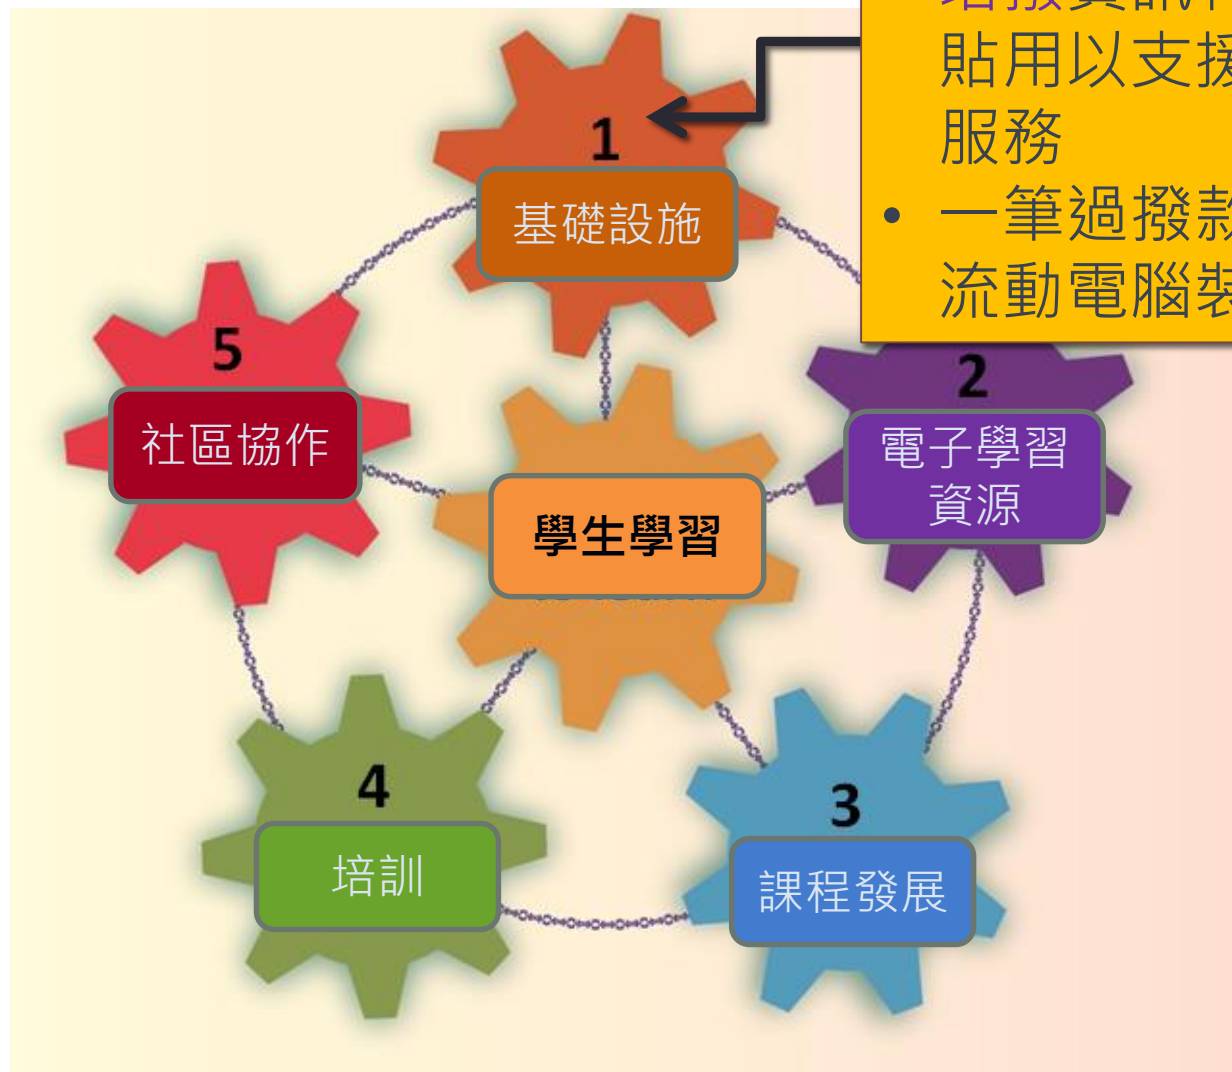 貼用以支援
服務
• 一筆過撥款
流動電腦裝
1
基礎設施
2
電子學習
資源
3
課程發展
4
培訓
5
社區協作
學生學習